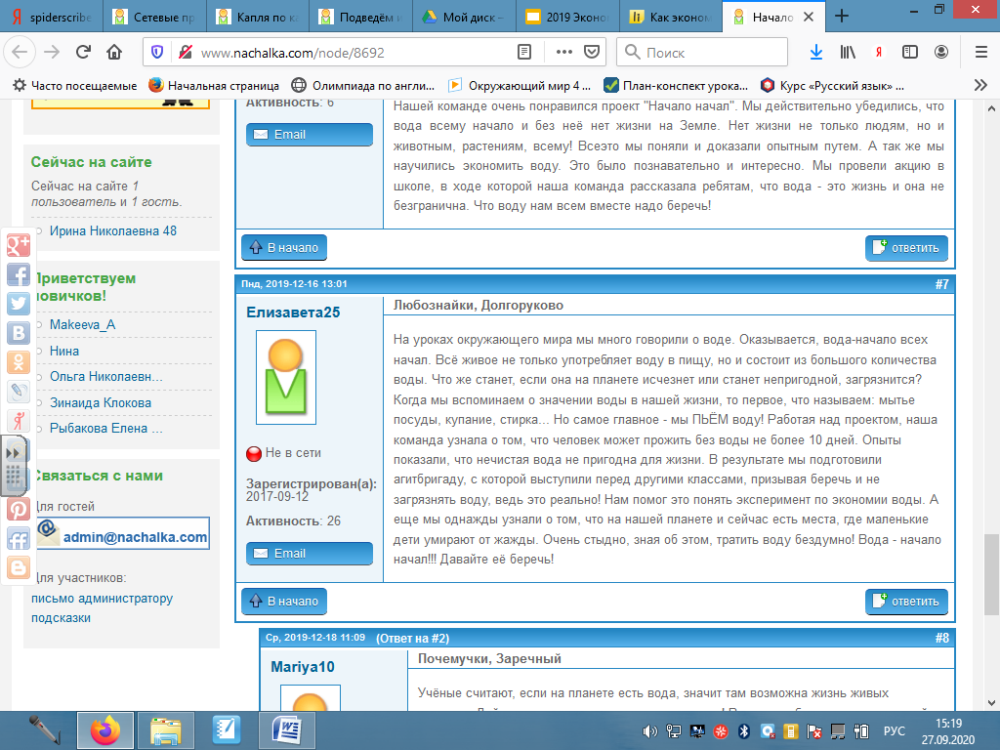 spiderscribe
Сетевые пр
Капля по ка
Подведём и
Мой диск –
2019 Эконо
Как эконом
Начало
www.nachalka.com/node/8692
Поиск
Часто посещаемые
Начальная страница
Олимпиада по англи...
Окружающий мир 4 ...
План-конспект урока...
Курс «Русский язык» ...
Сейчас на сайте
Сейчас на сайте 1
пользователь и 1 гость.
Ирина Николаевна 48
Приветствуем
новичков!
Makeeva_A
Нина
Ольга Николаевн...
Зинаида Клокова
Рыбакова Елена ...
Связаться с нами
Для гостей
admin@nachalka.com
Для участников:
письмо администратору
подсказки
Активность: 6
Email
Нашей команде очень понравился проект "Начало начал". Мы действительно убедились, что
вода всему начало и без неё нет жизни на Земле. Нет жизни не только людям, но и
животным, растениям, всему! Всеэто мы поняли и доказали опытным путем. А так же мы
научились экономить воду. Это было познавательно и интересно. Мы провели акцию в
школе, в ходе которой наша команда рассказала ребятам, что вода - это жизнь и она не
безгранична. Что воду нам всем вместе надо беречь!
В начало
ответить
Пнд, 2019-12-16 13:01
#7
Елизавета25
Не в сети
Зарегистрирован(а):
2017-09-12
Активность: 26
Email
Любознайки, Долгоруково
На уроках окружающего мира мы много говорили о воде. Оказывается, вода-начало всех
начал. Всё живое не только употребляет воду в пищу, но и состоит из большого количества
воды. Что же станет, если она на планете исчезнет или станет непригодной, загрязнится?
Когда мы вспоминаем о значении воды в нашей жизни, то первое, что называем: мытье
посуды, купание, стирка... Но самое главное - мы ПЬЁМ воду! Работая над проектом, наша
команда узнала о том, что человек может прожить без воды не более 10 дней. Опыты
показали, что нечистая вода не пригодна для жизни. В результате мы подготовили
агитбригаду, с которой выступили перед другими классами, призывая беречь и не
загрязнять воду, ведь это реально! Нам помог это понять эксперимент по экономии воды. А
еще мы однажды узнали о том, что на нашей планете и сейчас есть места, где маленькие
дети умирают от жажды. Очень стыдно, зная об этом, тратить воду бездумно! Вода - начало
начал!!! Давайте её беречь!
В начало
ответить
Ср, 2019-12-18 11:09 (Ответ на #2)
#8
Mariya10
Почемучки, Заречный
Учёные считают, если на планете есть вода, значит там возможна жизнь живых
РУС
15:19
27.09.2020